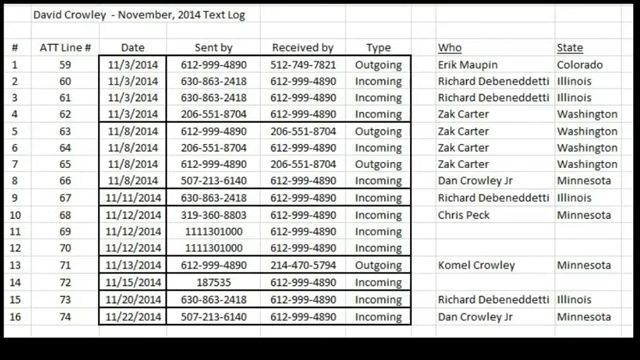 David Crowley - November, 2014 Text Log
# ATT Line # Date Sent by Received by Type Who State
1 59 11/3/2014 612-999-4890 512-749-7821 Outgoing Erik Maupin Colorado
2 60 11/3/2014 630-863-2418 612-999-4890 Incoming Richard Debeneddetti Illinois
3 61 11/3/2014 630-863-2418 612-999-4890 Incoming Richard Debeneddetti Illinois
4 62 11/3/2014 206-551-8704 612-999-4890 Incoming Zak Carter Washington
5 63 11/8/2014 612-999-4890 206-551-8704 Outgoing Zak Carter Washington
6 64 11/8/2014 206-551-8704 612-999-4890 Incoming Zak Carter Washington
7 65 11/8/2014 612-999-4890 206-551-8704 Outgoing Zak Carter Washington
8 66 11/8/2014 507-213-6140 612-999-4890 Incoming Dan Crowley Jr Minnesota
9 67 11/11/2014 630-863-2418 612-999-4890 Incoming Richard Debeneddetti Illinois
10 68 11/12/2014 319-360-8803 612-999-4890 Incoming Chris Peck Minnesota
11 69 11/12/2014 1111301000 612-999-4890 Incoming
12 70 11/12/2014 1111301000 612-999-4890 Incoming
13 71 11/13/2014 612-999-4890 214-470-5794 Outgoing Komel Crowley Minnesota
14 72 11/15/2014 187535 612-999-4890 Incoming
15 73 11/20/2014 630-863-2418 612-999-4890 Incoming Richard Debeneddetti Illinois
16 74 11/22/2014 507-213-6140 612-999-4890 Incoming Dan Crowley Jr Minnesota